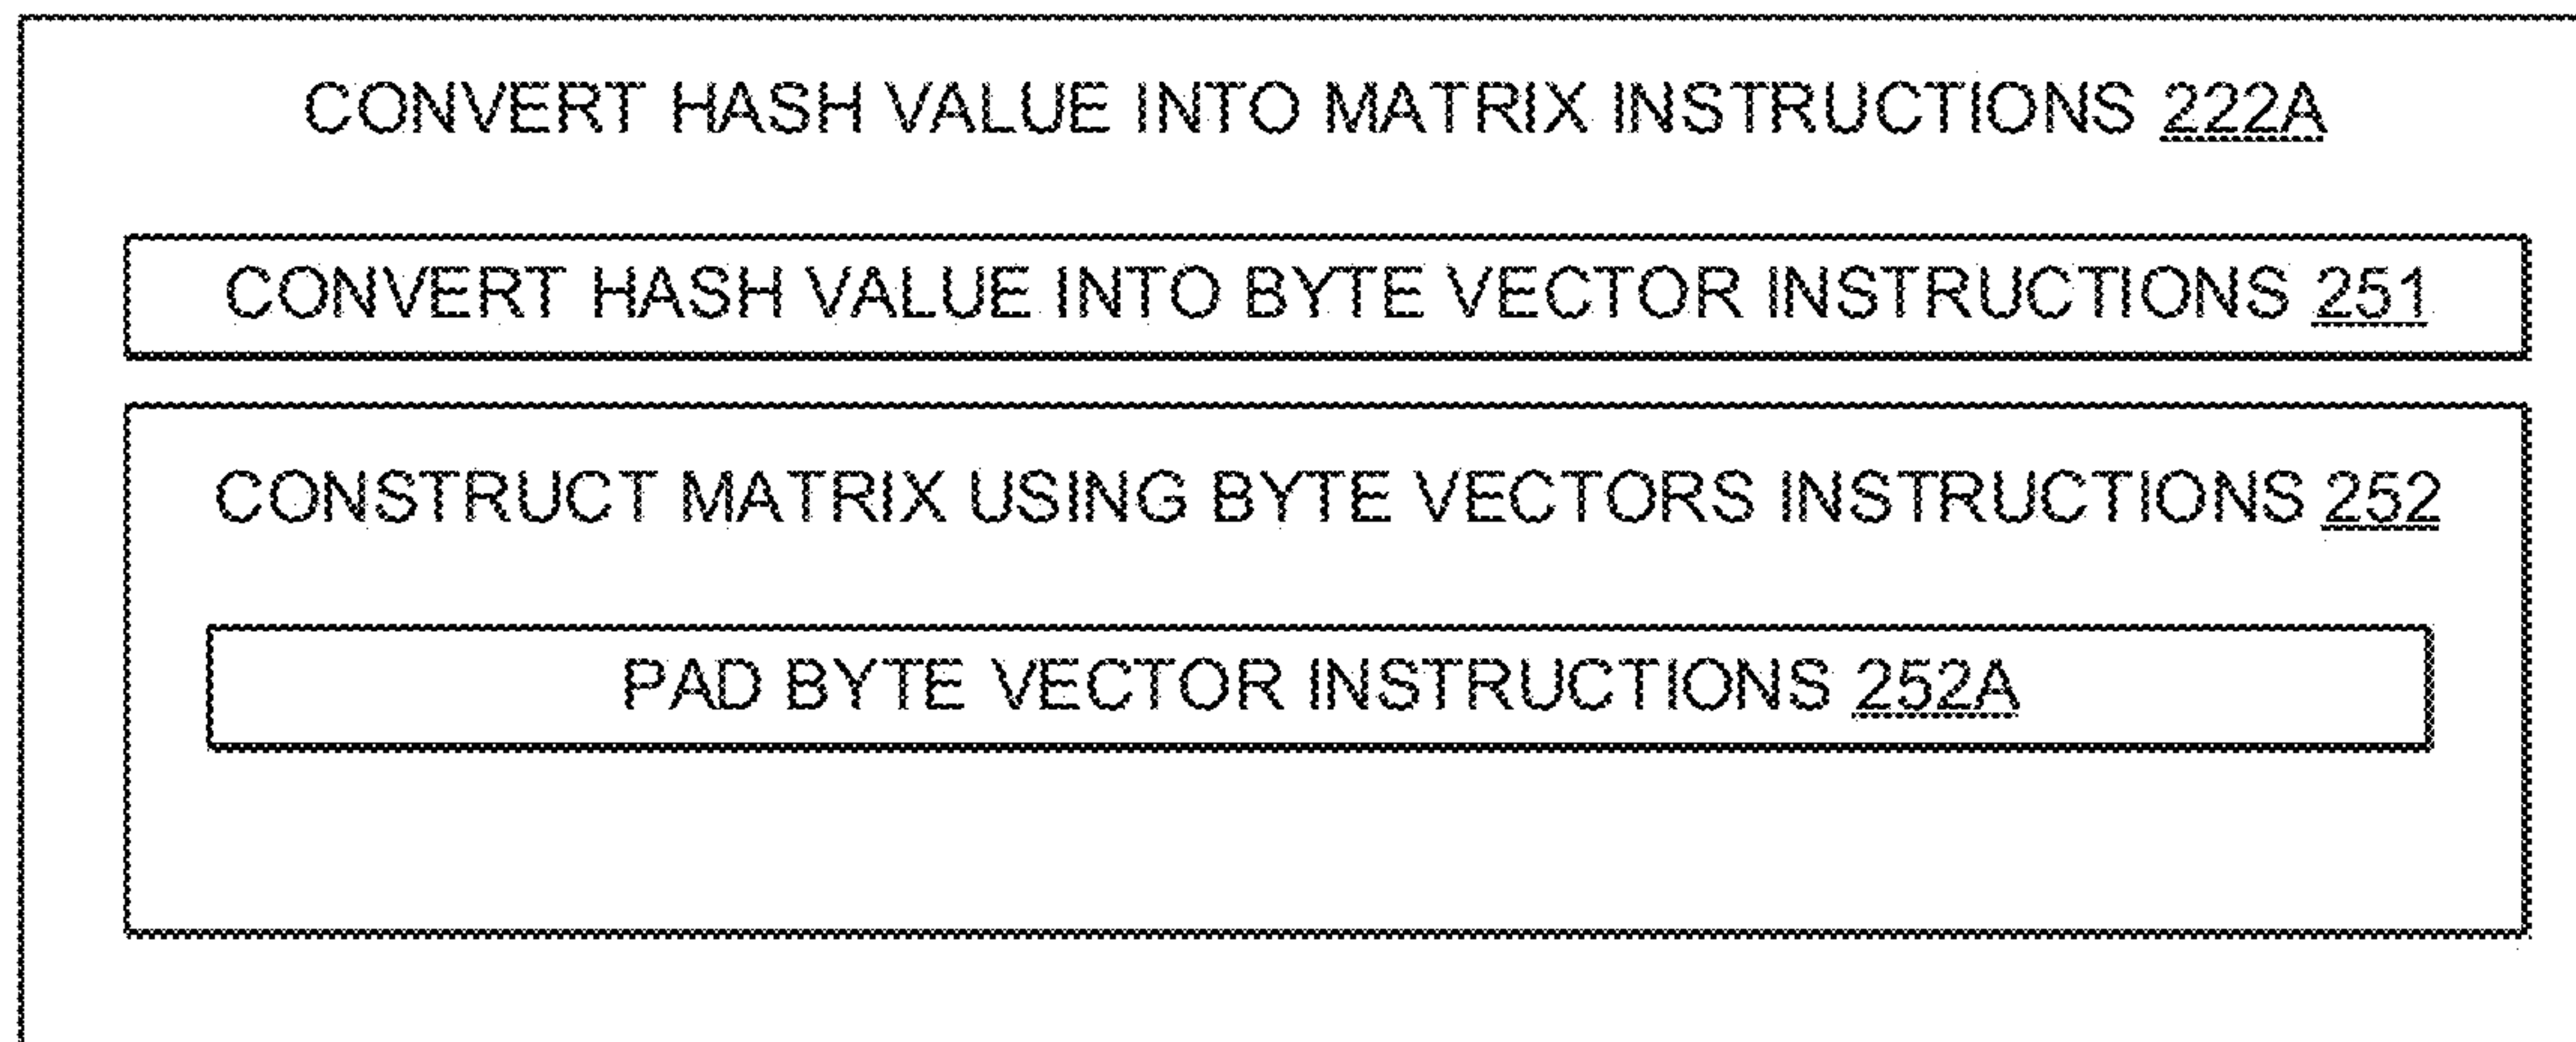 CONVERT HASH VALUE INTO MATRIX INSTRUCTIONS 222A
CONVERT HASH VALUE INTO BYTE VECTOR INSTRUCTIONS 251
CONSTRUCT MATRIX USING BYTE VECTORS INSTRUCTIONS 252
PAD BYTE VECTOR INSTRUCTIONS 252A